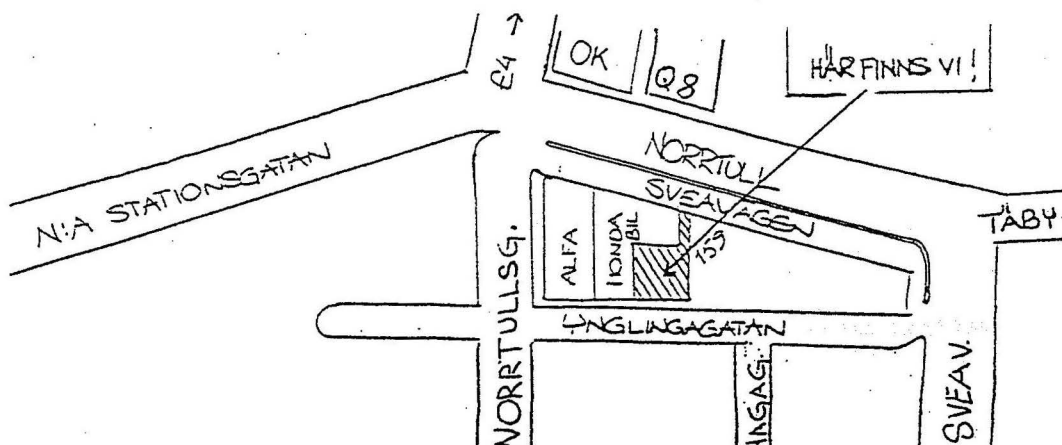 ↑
E4
OK
Q8
HÄR FINNS VI!
N:A STATIONSGATAN
NORRTULL
SVEAVÄGEN
TÄBY
ALFA
HONDA
BIL
159
NORRTULLSG.
YNGLINGAGATAN
SVEAV.